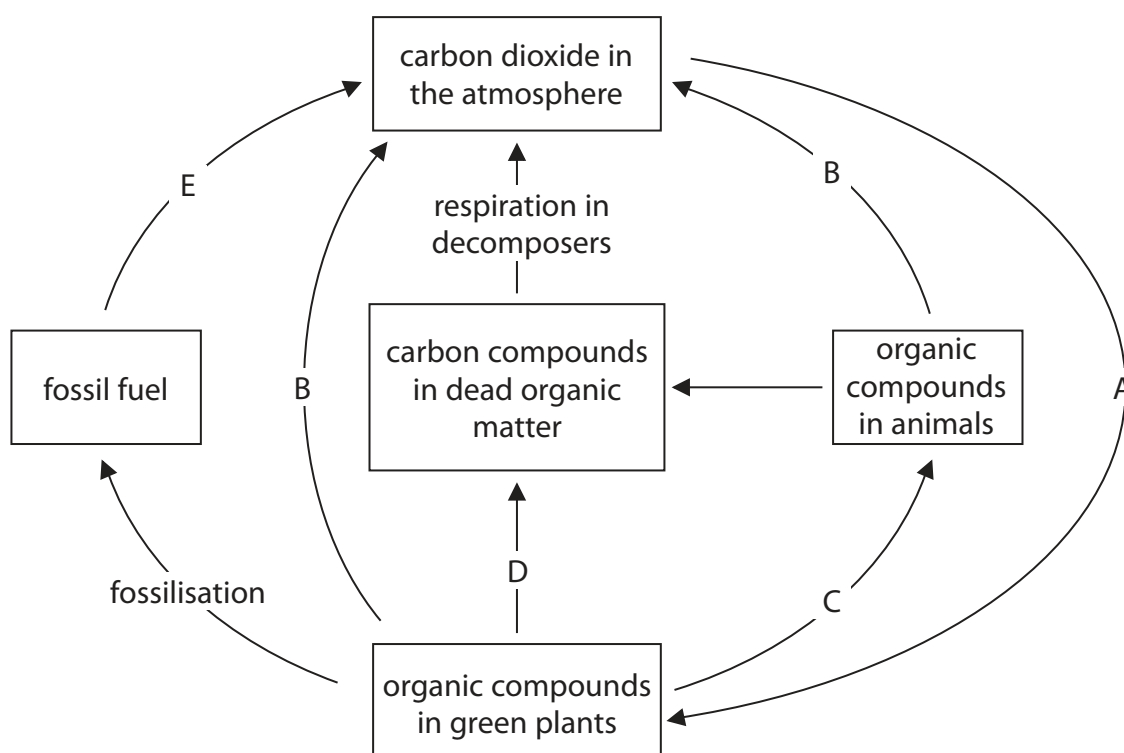 carbon dioxide in
the atmosphere
E
B
respiration in
decomposers
fossil fuel
B
carbon compounds
in dead organic
matter
organic
compounds
in animals
A
fossilisation
D
C
organic compounds
in green plants